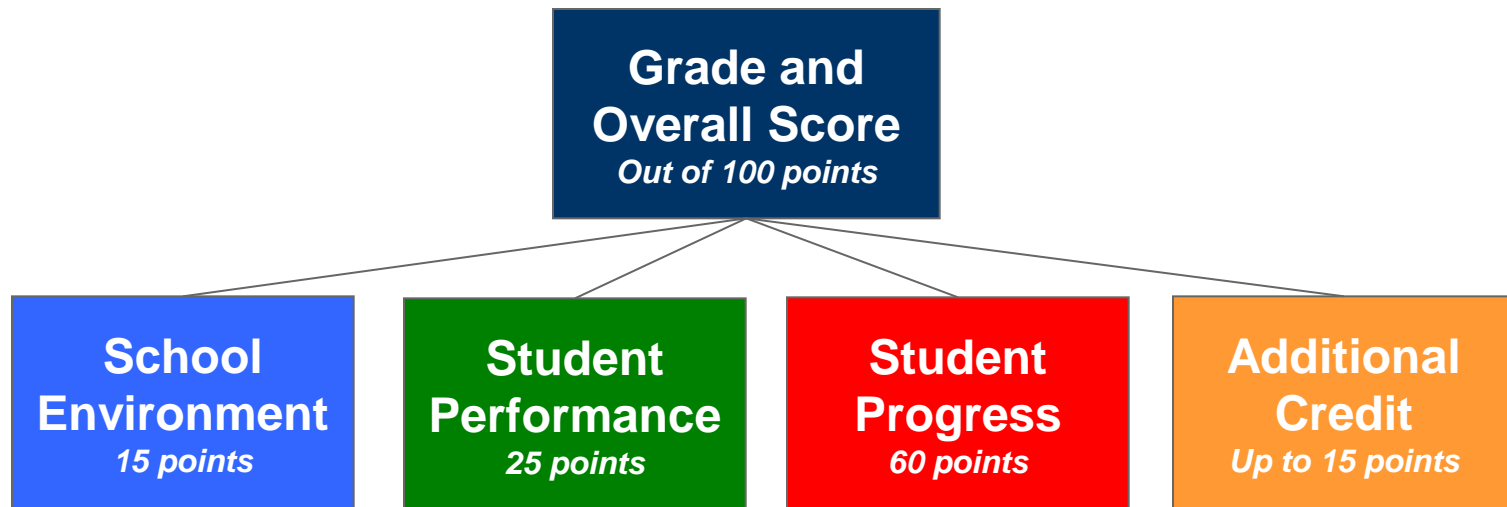 Grade and
Overall Score
Out of 100 points
School
Environment
15 points
Student
Performance
25 points
Student
Progress
60 points
Additional
Credit
Up to 15 points